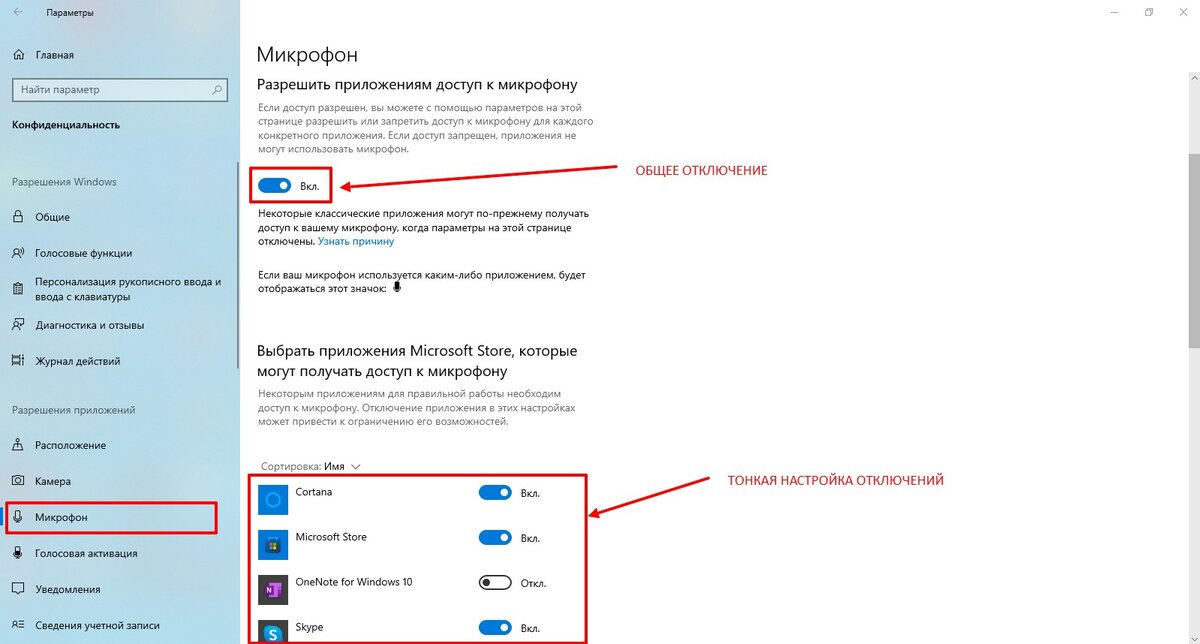 Параметры
Главная
Найти параметр
Конфиденциальность
Разрешения Windows
Общие
Голосовые функции
Персонализация рукописного ввода и
ввода с клавиатуры
Диагностика и отзывы
Журнал действий
Разрешения приложений
Расположение
Камера
Микрофон
Голосовая активация
Уведомления
Сведения учетной записи
Микрофон
Разрешить приложениям доступ к микрофону
Если доступ разрешен, вы можете с помощью параметров на этой
странице разрешить или запретить доступ к микрофону для каждого
конкретного приложения. Если доступ запрещен, приложения не
могут использовать микрофон.
Вкл.
ОБЩЕЕ ОТКЛЮЧЕНИЕ
Некоторые классические приложения могут по-прежнему получать
доступ к вашему микрофону, когда параметры на этой странице
отключены. Узнать причину
Если ваш микрофон используется каким-либо приложением, будет
отображаться этот значок:
Выбрать приложения Microsoft Store, которые
могут получать доступ к микрофону
Некоторым приложениям для правильной работы необходим
доступ к микрофону. Отключение приложения в этих настройках
может привести к ограничению его возможностей.
Сортировка: Имя
ТОНКАЯ НАСТРОЙКА ОТКЛЮЧЕНИЙ
Cortana Вкл.
Microsoft Store Вкл.
OneNote for Windows 10 Откл.
Skype Вкл.